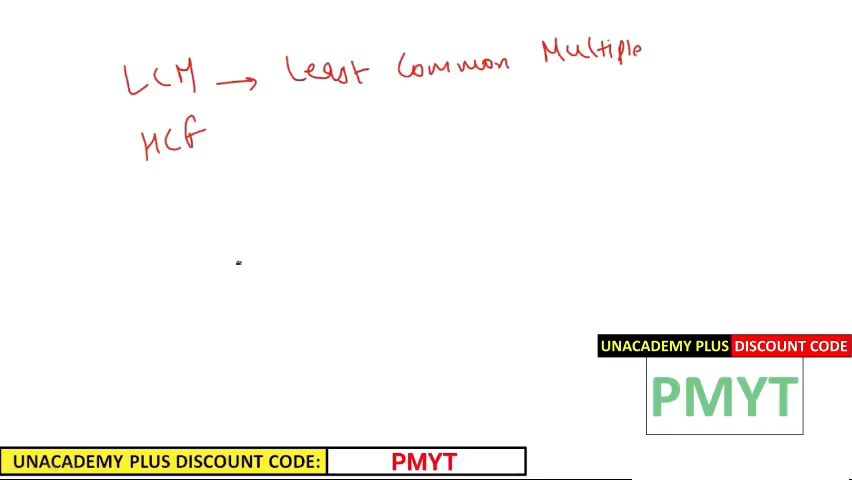 LCM → Least Common Multiple
HCF
UNACADEMY PLUS DISCOUNT CODE
PMYT
UNACADEMY PLUS DISCOUNT CODE: PMYT